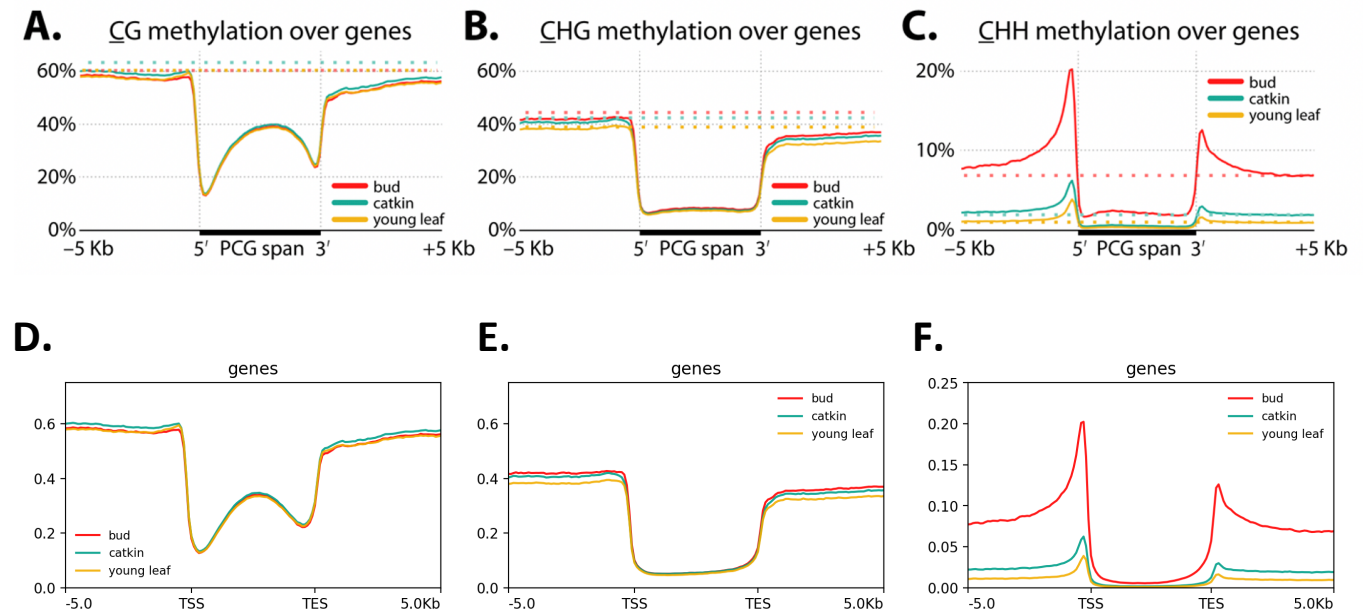 A. CG methylation over genes
60%
40%
20%
0%
bud
catkin
young leaf
−5 Kb 5′ PCG span 3′ +5 Kb
B. CHG methylation over genes
60%
40%
20%
0%
bud
catkin
young leaf
−5 Kb 5′ PCG span 3′ +5 Kb
C. CHH methylation over genes
20%
10%
0%
bud
catkin
young leaf
−5 Kb 5′ PCG span 3′ +5 Kb
D.
genes
0.6
0.4
0.2
0.0
bud
catkin
young leaf
-5.0 TSS TES 5.0Kb
E.
genes
0.6
0.4
0.2
0.0
bud
catkin
young leaf
-5.0 TSS TES 5.0Kb
F.
genes
0.25
0.20
0.15
0.10
0.05
0.00
bud
catkin
young leaf
-5.0 TSS TES 5.0Kb